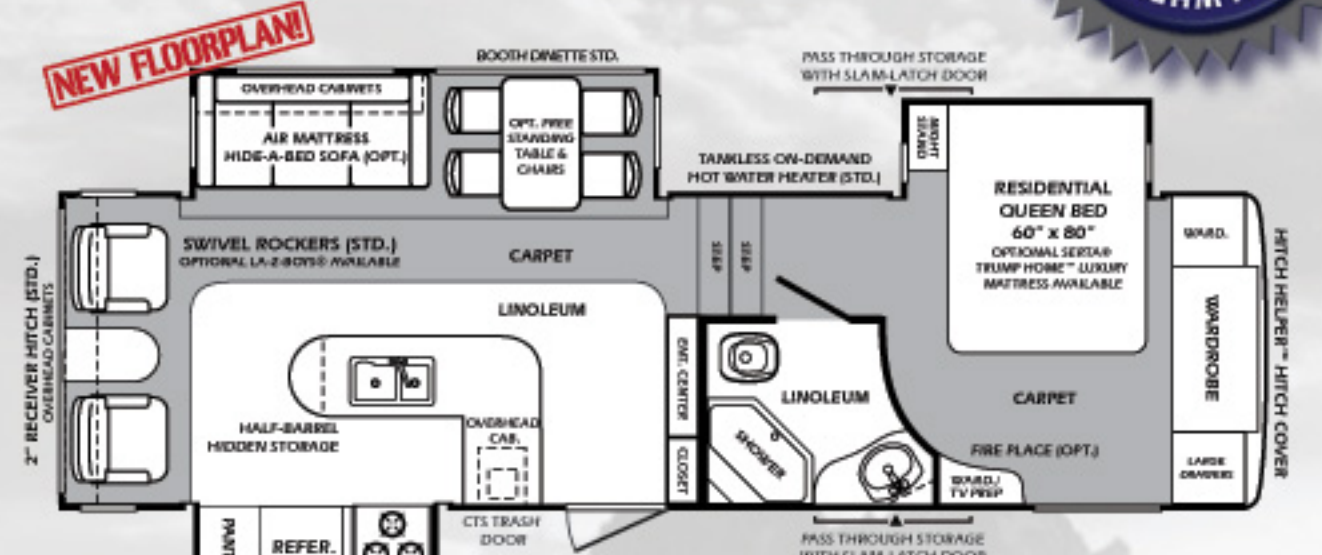 NEW FLOORPLAN!
BOOTH DINETTE STD.
PASS THROUGH STORAGE
WITH SLAM-LATCH DOOR
OVERHEAD CABINETS
AIR MATTRESS
HIDE-A-BED SOFA (OPT.)
OPT. FREE
STANDING
TABLE &
CHAIRS
TANKLESS ON-DEMAND
HOT WATER HEATER (STD.)
NIGHT
STAND
RESIDENTIAL
QUEEN BED
60" x 80"
OPTIONAL SERTA®
TRUMP HOME™ LUXURY
MATTRESS AVAILABLE
WARD.
WARDROBE
LARGE
DRAWERS
HITCH HELPER™ HITCH COVER
2" RECEIVER HITCH (STD.)
OVERHEAD CABINETS
SWIVEL ROCKERS (STD.)
OPTIONAL LA-Z-BOYS® AVAILABLE
CARPET
STEP
STEP
LINOLEUM
ENT. CENTER
CLOSET
LINOLEUM
SHOWER
CARPET
FIRE PLACE (OPT.)
WARD./
TV PREP
HALF-BARREL
HIDDEN STORAGE
OVERHEAD
CAB.
REFER.
CTS TRASH
DOOR
PASS THROUGH STORAGE
WITH SLAM-LATCH DOOR